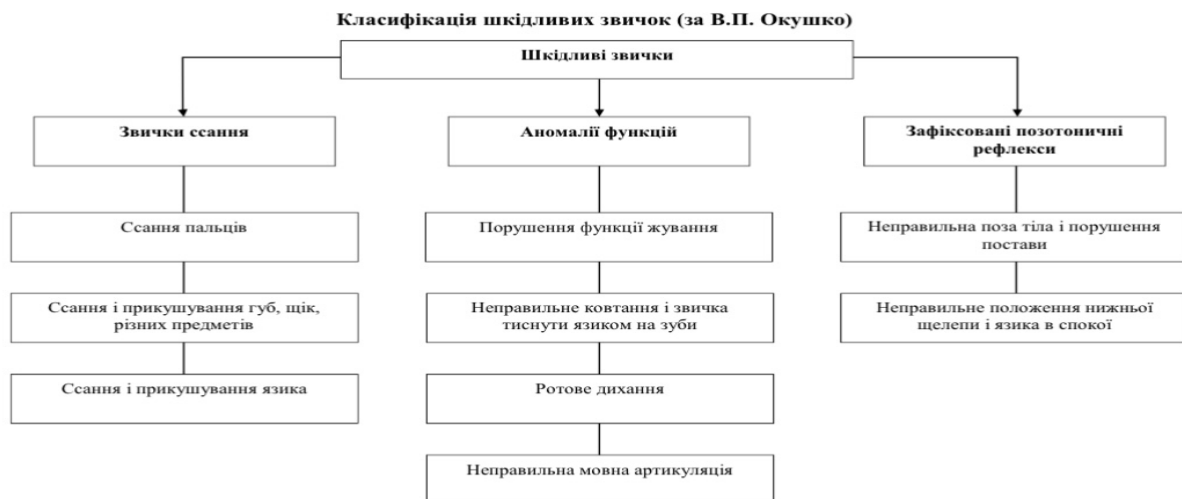 Класифікація шкідливих звичок (за В.П. Окушко)
Шкідливі звички
Звички ссання
Ссання пальців
Ссання і прикушування губ, щік,
різних предметів
Ссання і прикушування язика
Аномалії функцій
Порушення функції жування
Неправильне ковтання і звичка
тиснути язиком на зуби
Ротове дихання
Неправильна мовна артикуляція
Зафіксовані позотоничні
рефлекси
Неправильна поза тіла і порушення
постави
Неправильне положення нижньої
щелепи і язика в спокої